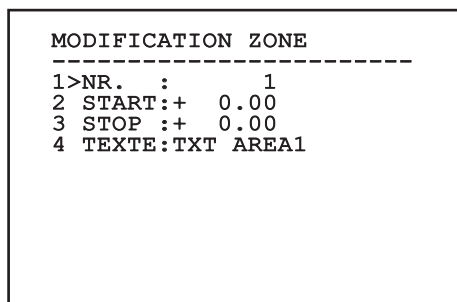 MODIFICATION ZONE
------------------------
1>NR.  :      1
2 START:+  0.00
3 STOP :+  0.00
4 TEXTE:TXT AREA1